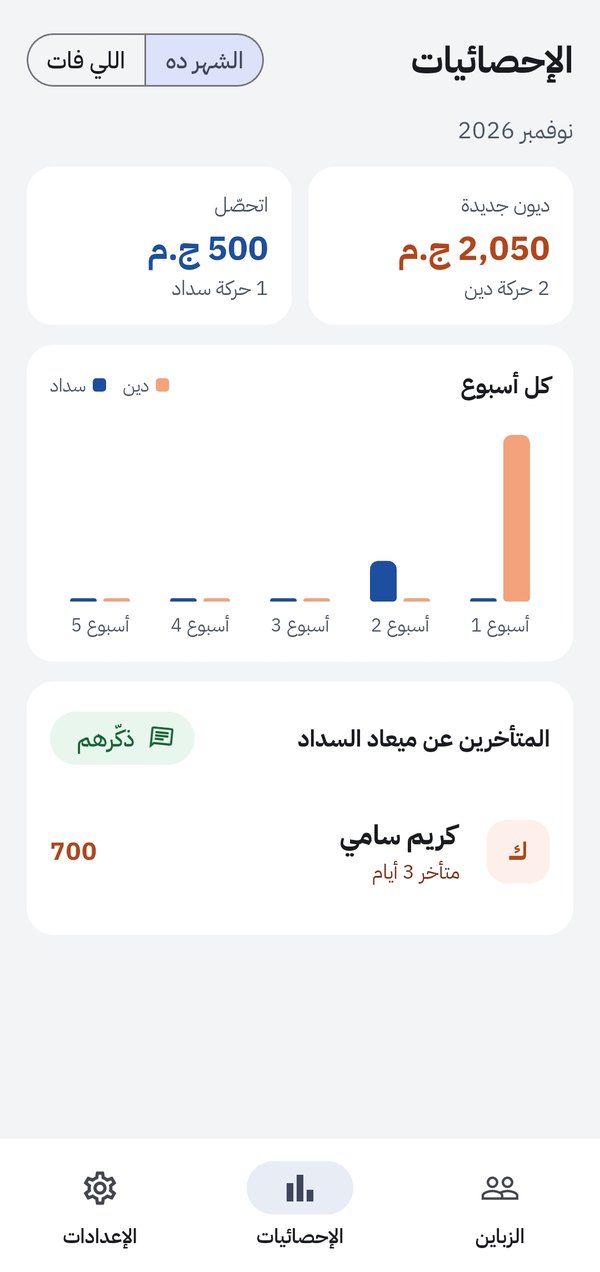 الإحصائيات
الشهر ده
اللي فات
نوفمبر 2026
ديون جديدة
2,050 ج.م
2 حركة دين
اتحصّل
500 ج.م
1 حركة سداد
كل أسبوع
دين
سداد
أسبوع 1
أسبوع 2
أسبوع 3
أسبوع 4
أسبوع 5
المتأخرين عن ميعاد السداد
ذكّرهم
ك
كريم سامي
متأخر 3 أيام
700
الزباين
الإحصائيات
الإعدادات